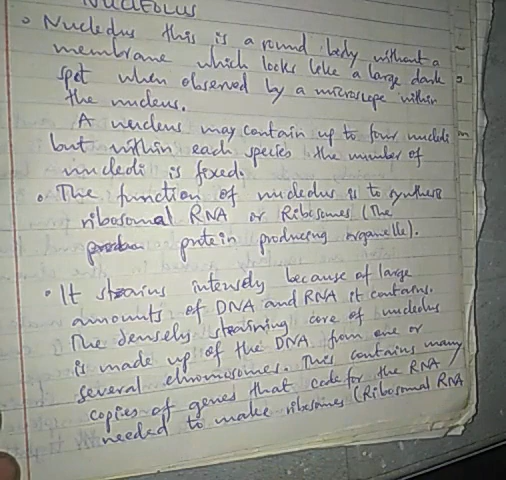 NUCLEOLUS
• Nucleolus this is a round body without a
membrane which looks like a large dark
spot when observed by a microscope within
the nucleus.
A nucleus may contain up to four nucleoli
but within each species the number of
nucleoli is fixed.
• The function of nucleolus is to synthesis
ribosomal RNA or Ribosomes (The
protein producing organelle).
• It stains intensely because of large
amounts of DNA and RNA it contains.
The densely staining core of nucleolus
is made up of the DNA from one or
several chromosomes. This contains many
copies of genes that code for the RNA
needed to make ribosomes (Ribosomal RNA